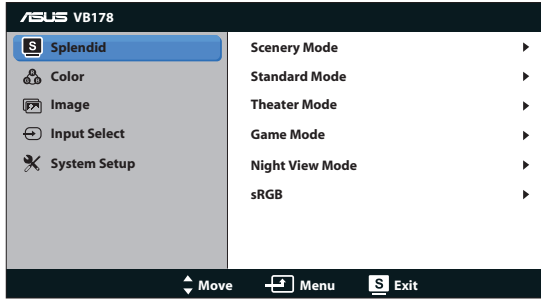 ASUS VB178
S Splendid
Color
Image
Input Select
System Setup
Scenery Mode
Standard Mode
Theater Mode
Game Mode
Night View Mode
sRGB
Move Menu S Exit